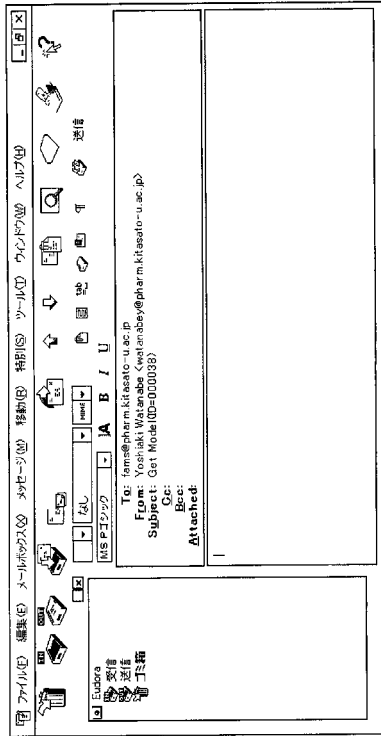 ファイル(F) 編集(E) メールボックス(X) メッセージ(M) 移動(R) 特別(S) ツール(T) ウィンドウ(W) ヘルプ(H)
なし MIME tab 送信
MS Pゴシック A B I U
Eudora
受信
送信
ゴミ箱
To: fams@pharm.kitasato-u.ac.jp
From: Yoshiaki Watanabe <watanabey@pharm.kitasato-u.ac.jp>
Subject: Get Model(ID=000038)
Cc:
Bcc:
Attached: